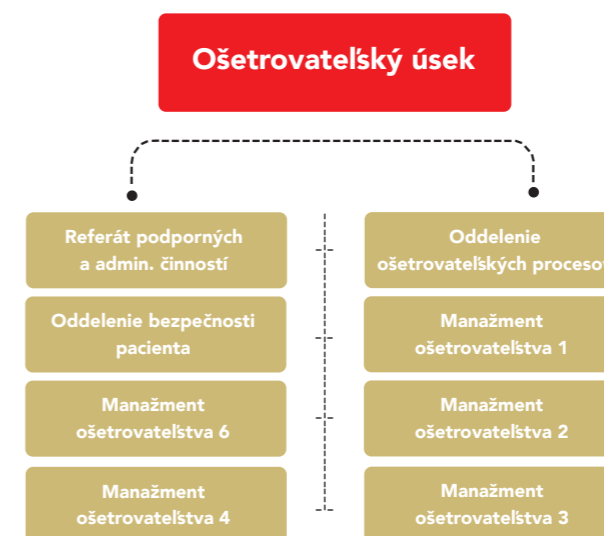 Ošetrovateľský úsek
Referát podporných
a admin. činností
Oddelenie
ošetrovateľských procesov
Oddelenie bezpečnosti
pacienta
Manažment
ošetrovateľstva 1
Manažment
ošetrovateľstva 6
Manažment
ošetrovateľstva 2
Manažment
ošetrovateľstva 4
Manažment
ošetrovateľstva 3